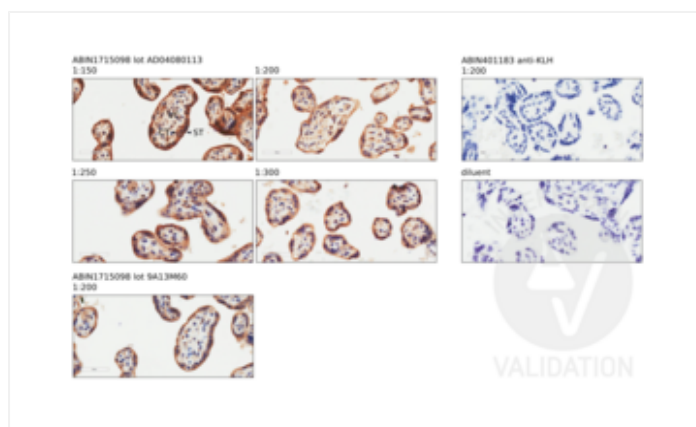 ABIN1715098 lot AD04080113
1:150
1:200
ABIN401183 anti-KLH
1:200
ST
1:250
1:300
diluent
ABIN1715098 lot 9A13M60
1:200
VALIDATION